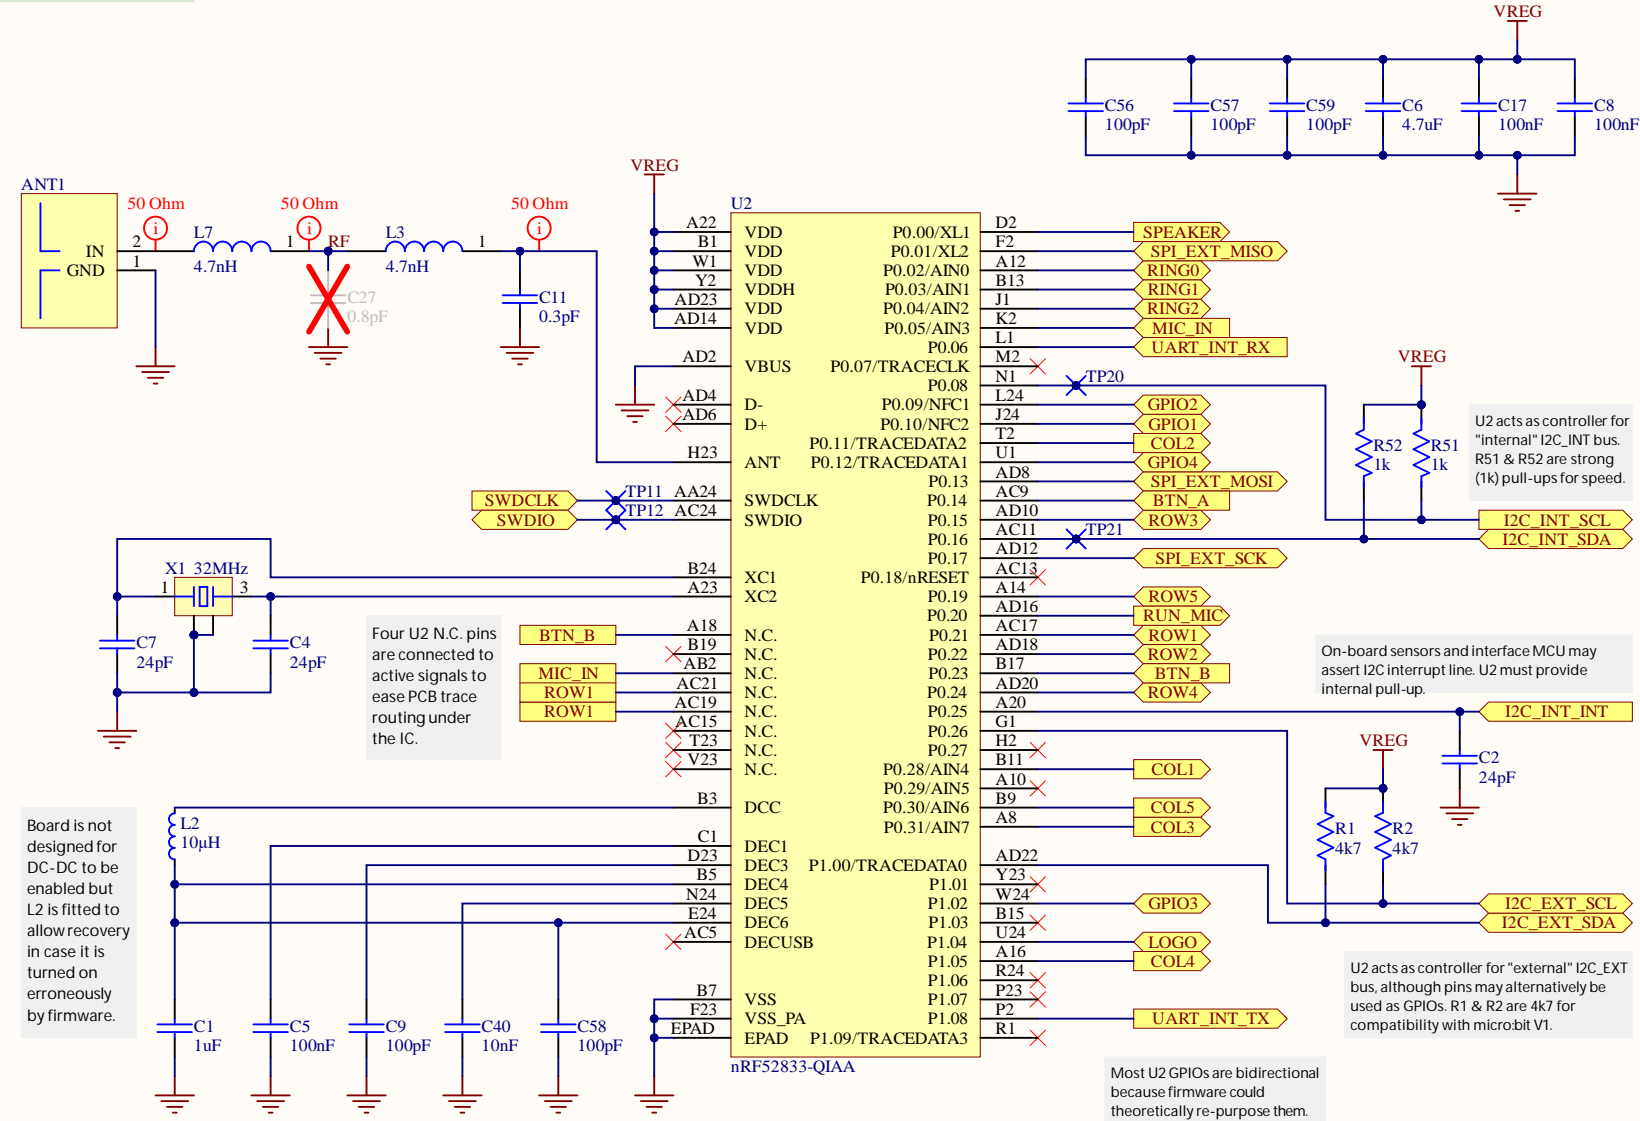 VREG
C56
100pF
C57
100pF
C59
100pF
C6
4.7uF
C17
100nF
C8
100nF
ANT1
IN
GND
2
1
50 Ohm
i
L7
4.7nH
50 Ohm
i
1
RF
C27
0.8pF
L3
4.7nH
1
50 Ohm
i
C11
0.3pF
VREG
U2
A22 VDD
B1 VDD
W1 VDD
Y2 VDDH
AD23 VDD
AD14 VDD
AD2 VBUS
AD4 D-
AD6 D+
H23 ANT
SWDCLK TP11 AA24 SWDCLK
SWDIO TP12 AC24 SWDIO
B24 XC1
A23 XC2
X1 32MHz
1
3
C7
24pF
C4
24pF
Four U2 N.C. pins
are connected to
active signals to
ease PCB trace
routing under
the IC.
BTN_B A18 N.C.
B19 N.C.
MIC_IN AB2 N.C.
ROW1 AC21 N.C.
ROW1 AC19 N.C.
AC15 N.C.
T23 N.C.
V23 N.C.
B3 DCC
C1 DEC1
D23 DEC3
B5 DEC4
N24 DEC5
E24 DEC6
AC5 DECUSB
B7 VSS
F23 VSS_PA
EPAD EPAD
nRF52833-QIAA
Board is not
designed for
DC-DC to be
enabled but
L2 is fitted to
allow recovery
in case it is
turned on
erroneously
by firmware.
L2
10µH
C1
1uF
C5
100nF
C9
100pF
C40
10nF
C58
100pF
P0.00/XL1 D2 SPEAKER
P0.01/XL2 F2 SPI_EXT_MISO
P0.02/AIN0 A12 RING0
P0.03/AIN1 B13 RING1
P0.04/AIN2 J1 RING2
P0.05/AIN3 K2 MIC_IN
P0.06 L1 UART_INT_RX
P0.07/TRACECLK M2
P0.08 N1 TP20
P0.09/NFC1 L24 GPIO2
P0.10/NFC2 J24 GPIO1
P0.11/TRACEDATA2 T2 COL2
P0.12/TRACEDATA1 U1 GPIO4
P0.13 AD8 SPI_EXT_MOSI
P0.14 AC9 BTN_A
P0.15 AD10 ROW3
P0.16 AC11 TP21
P0.17 AD12 SPI_EXT_SCK
P0.18/nRESET AC13
P0.19 A14 ROW5
P0.20 AD16 RUN_MIC
P0.21 AC17 ROW1
P0.22 AD18 ROW2
P0.23 B17 BTN_B
P0.24 AD20 ROW4
P0.25 A20
P0.26 G1
P0.27 H2
P0.28/AIN4 B11 COL1
P0.29/AIN5 A10
P0.30/AIN6 B9 COL5
P0.31/AIN7 A8 COL3
P1.00/TRACEDATA0 AD22
P1.01 Y23
P1.02 W24 GPIO3
P1.03 B15
P1.04 U24 LOGO
P1.05 A16 COL4
P1.06 R24
P1.07 P23
P1.08 P2 UART_INT_TX
P1.09/TRACEDATA3 R1
VREG
R52
1k
R51
1k
U2 acts as controller for
"internal" I2C_INT bus.
R51 & R52 are strong
(1k) pull-ups for speed.
I2C_INT_SCL
I2C_INT_SDA
On-board sensors and interface MCU may
assert I2C interrupt line. U2 must provide
internal pull-up.
I2C_INT_INT
C2
24pF
VREG
R1
4k7
R2
4k7
I2C_EXT_SCL
I2C_EXT_SDA
U2 acts as controller for "external" I2C_EXT
bus, although pins may alternatively be
used as GPIOs. R1 & R2 are 4k7 for
compatibility with micro:bit V1.
Most U2 GPIOs are bidirectional
because firmware could
theoretically re-purpose them.